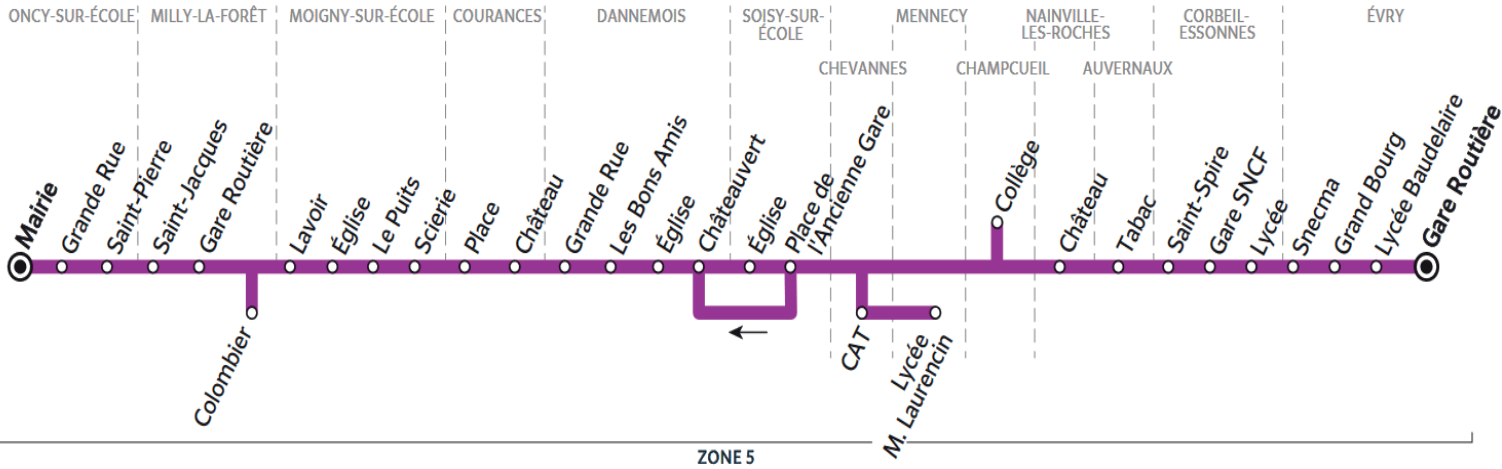 ONCY-SUR-ÉCOLE
MILLY-LA-FORÊT
MOIGNY-SUR-ÉCOLE
COURANCES
DANNEMOIS
SOISY-SUR-
ÉCOLE
MENNECY
NAINVILLE-
LES-ROCHES
CORBEIL-
ESSONNES
ÉVRY
CHEVANNES
CHAMPCUEIL
AUVERNAUX
Mairie
Grande Rue
Saint-Pierre
Saint-Jacques
Gare Routière
Colombier
Lavoir
Église
Le Puits
Scierie
Place
Château
Grande Rue
Les Bons Amis
Église
Châteauvert
Église
Place de
l'Ancienne Gare
CAT
Lycée
M. Laurencin
Collège
Château
Tabac
Saint-Spire
Gare SNCF
Lycée
Snecma
Grand Bourg
Lycée Baudelaire
Gare Routière
ZONE 5